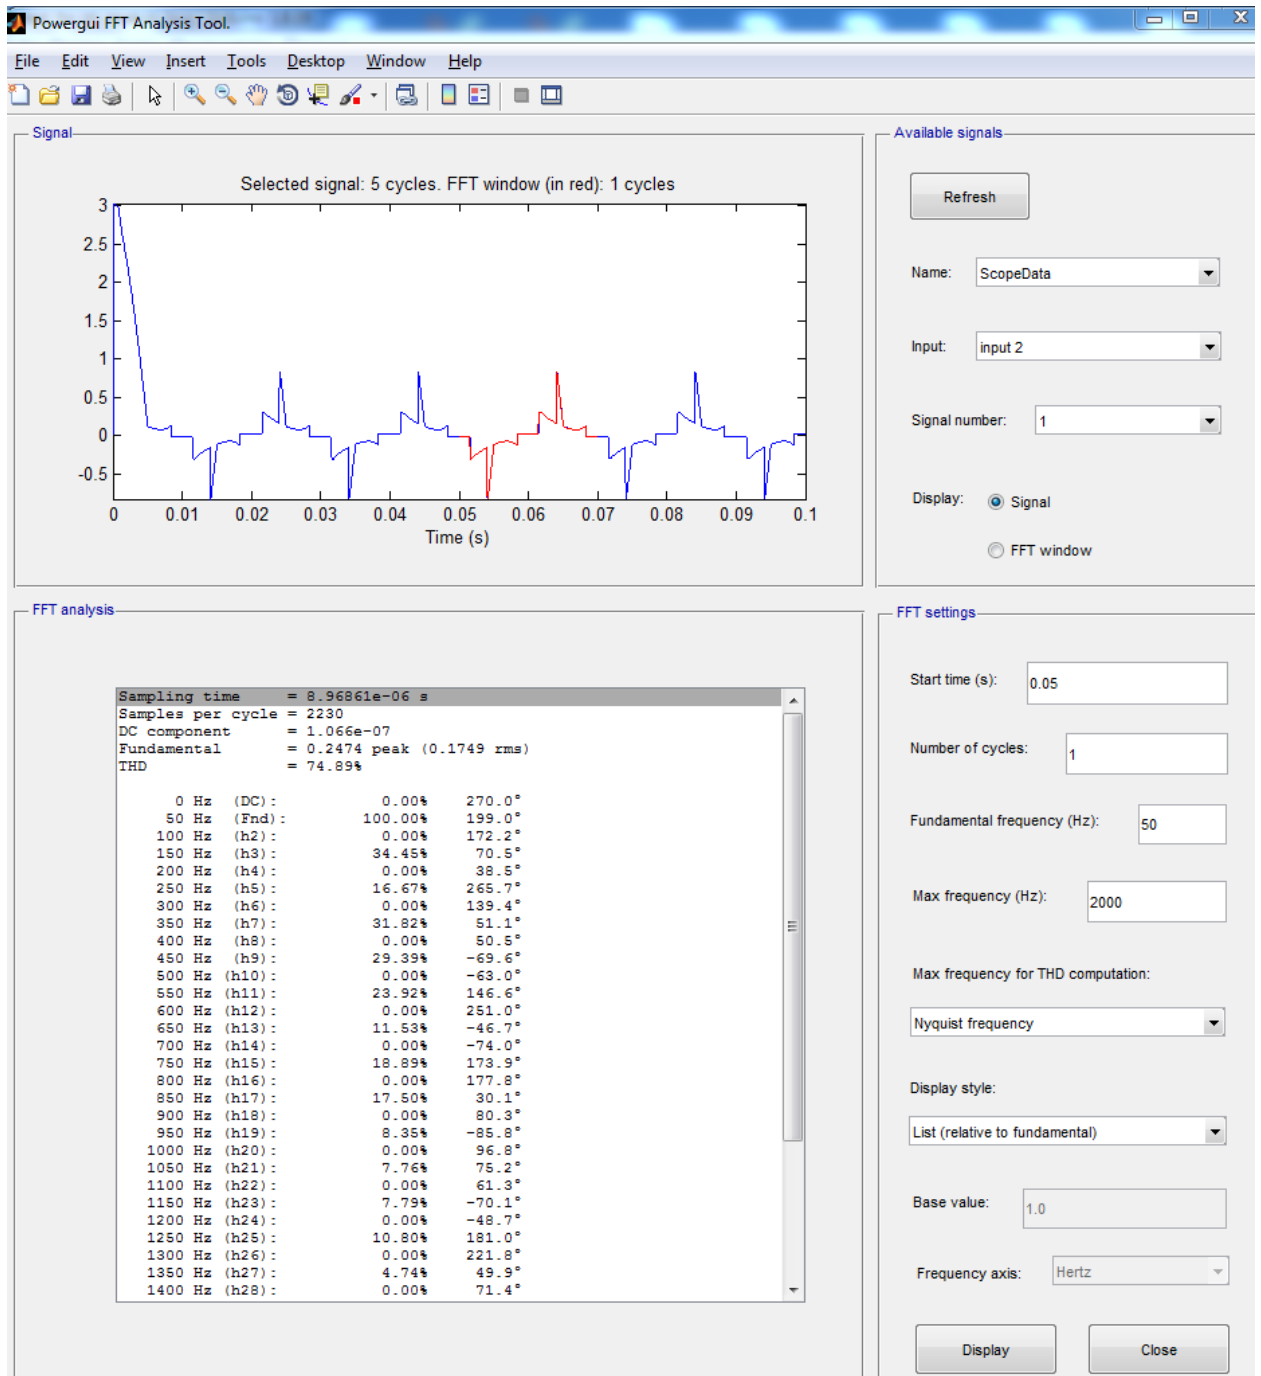 Powergui FFT Analysis Tool.
File Edit View Insert Tools Desktop Window Help
Signal
Selected signal: 5 cycles. FFT window (in red): 1 cycles
3
2.5
2
1.5
1
0.5
0
-0.5
0 0.01 0.02 0.03 0.04 0.05 0.06 0.07 0.08 0.09 0.1
Time (s)
Available signals
Refresh
Name: ScopeData
Input: input 2
Signal number: 1
Display: Signal
FFT window
FFT analysis
Sampling time = 8.96861e-06 s
Samples per cycle = 2230
DC component = 1.066e-07
Fundamental = 0.2474 peak (0.1749 rms)
THD = 74.89%
0 Hz (DC): 0.00% 270.0°
50 Hz (Fnd): 100.00% 199.0°
100 Hz (h2): 0.00% 172.2°
150 Hz (h3): 34.45% 70.5°
200 Hz (h4): 0.00% 38.5°
250 Hz (h5): 16.67% 265.7°
300 Hz (h6): 0.00% 139.4°
350 Hz (h7): 31.82% 51.1°
400 Hz (h8): 0.00% 50.5°
450 Hz (h9): 29.39% -69.6°
500 Hz (h10): 0.00% -63.0°
550 Hz (h11): 23.92% 146.6°
600 Hz (h12): 0.00% 251.0°
650 Hz (h13): 11.53% -46.7°
700 Hz (h14): 0.00% -74.0°
750 Hz (h15): 18.89% 173.9°
800 Hz (h16): 0.00% 177.8°
850 Hz (h17): 17.50% 30.1°
900 Hz (h18): 0.00% 80.3°
950 Hz (h19): 8.35% -85.8°
1000 Hz (h20): 0.00% 96.8°
1050 Hz (h21): 7.76% 75.2°
1100 Hz (h22): 0.00% 61.3°
1150 Hz (h23): 7.79% -70.1°
1200 Hz (h24): 0.00% -48.7°
1250 Hz (h25): 10.80% 181.0°
1300 Hz (h26): 0.00% 221.8°
1350 Hz (h27): 4.74% 49.9°
1400 Hz (h28): 0.00% 71.4°
FFT settings
Start time (s): 0.05
Number of cycles: 1
Fundamental frequency (Hz): 50
Max frequency (Hz): 2000
Max frequency for THD computation:
Nyquist frequency
Display style:
List (relative to fundamental)
Base value: 1.0
Frequency axis: Hertz
Display Close